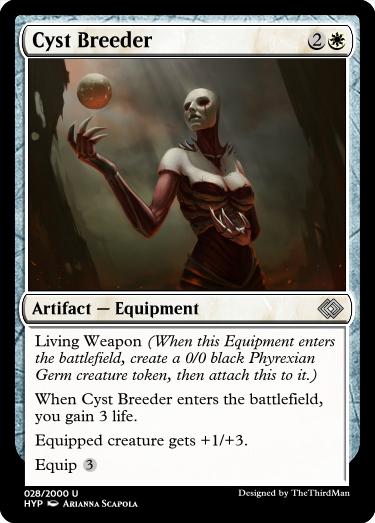 Cyst Breeder 2
Artifact — Equipment
Living Weapon (When this Equipment enters
the battlefield, create a 0/0 black Phyrexian
Germ creature token, then attach this to it.)
When Cyst Breeder enters the battlefield,
you gain 3 life.
Equipped creature gets +1/+3.
Equip 3
028/2000 U
HYP Arianna Scapola
Designed by TheThirdMan